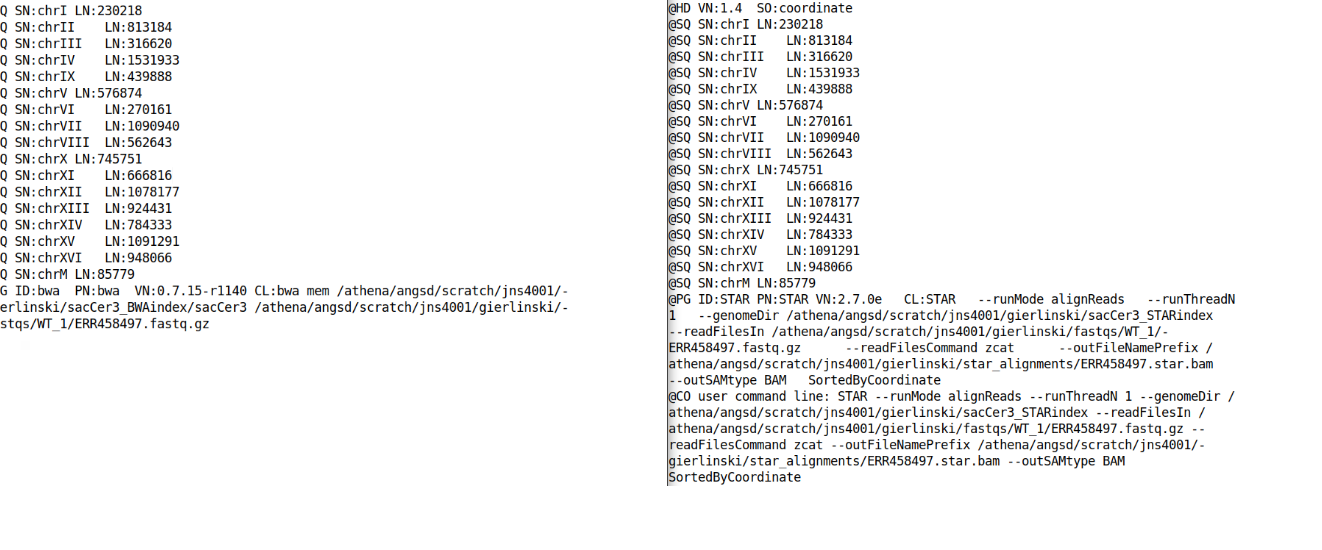 Q SN:chrI LN:230218
Q SN:chrII    LN:813184
Q SN:chrIII   LN:316620
Q SN:chrIV    LN:1531933
Q SN:chrIX    LN:439888
Q SN:chrV LN:576874
Q SN:chrVI    LN:270161
Q SN:chrVII   LN:1090940
Q SN:chrVIII  LN:562643
Q SN:chrX LN:745751
Q SN:chrXI    LN:666816
Q SN:chrXII   LN:1078177
Q SN:chrXIII  LN:924431
Q SN:chrXIV   LN:784333
Q SN:chrXV    LN:1091291
Q SN:chrXVI   LN:948066
Q SN:chrM LN:85779
G ID:bwa  PN:bwa  VN:0.7.15-r1140 CL:bwa mem /athena/angsd/scratch/jns4001/-
erlinski/sacCer3_BWAindex/sacCer3 /athena/angsd/scratch/jns4001/gierlinski/-
stqs/WT_1/ERR458497.fastq.gz
@HD VN:1.4  SO:coordinate
@SQ SN:chrI LN:230218
@SQ SN:chrII    LN:813184
@SQ SN:chrIII   LN:316620
@SQ SN:chrIV    LN:1531933
@SQ SN:chrIX    LN:439888
@SQ SN:chrV LN:576874
@SQ SN:chrVI    LN:270161
@SQ SN:chrVII   LN:1090940
@SQ SN:chrVIII  LN:562643
@SQ SN:chrX LN:745751
@SQ SN:chrXI    LN:666816
@SQ SN:chrXII   LN:1078177
@SQ SN:chrXIII  LN:924431
@SQ SN:chrXIV   LN:784333
@SQ SN:chrXV    LN:1091291
@SQ SN:chrXVI   LN:948066
@SQ SN:chrM LN:85779
@PG ID:STAR PN:STAR VN:2.7.0e   CL:STAR   --runMode alignReads   --runThreadN
1   --genomeDir /athena/angsd/scratch/jns4001/gierlinski/sacCer3_STARindex
--readFilesIn /athena/angsd/scratch/jns4001/gierlinski/fastqs/WT_1/-
ERR458497.fastq.gz      --readFilesCommand zcat      --outFileNamePrefix /
athena/angsd/scratch/jns4001/gierlinski/star_alignments/ERR458497.star.bam
--outSAMtype BAM   SortedByCoordinate
@CO user command line: STAR --runMode alignReads --runThreadN 1 --genomeDir /
athena/angsd/scratch/jns4001/gierlinski/sacCer3_STARindex --readFilesIn /
athena/angsd/scratch/jns4001/gierlinski/fastqs/WT_1/ERR458497.fastq.gz --
readFilesCommand zcat --outFileNamePrefix /athena/angsd/scratch/jns4001/-
gierlinski/star_alignments/ERR458497.star.bam --outSAMtype BAM
SortedByCoordinate